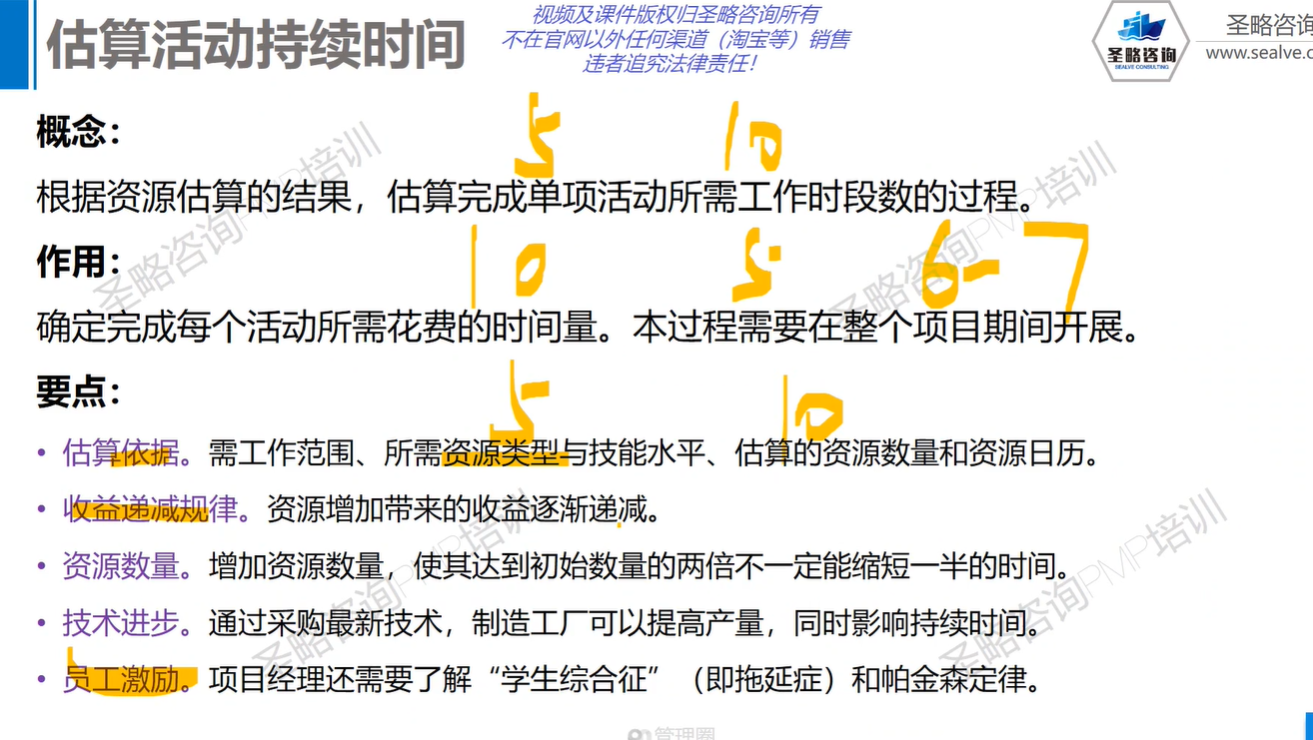 估算活动持续时间
视频及课件版权归圣略咨询所有
不在官网以外任何渠道（淘宝等）销售
违者追究法律责任！
圣略咨询
SEALVE CONSULTING
圣略咨询
www.sealve.c
概念：
5 10
根据资源估算的结果，估算完成单项活动所需工作时段数的过程。
作用：
10 5 6-7
确定完成每个活动所需花费的时间量。本过程需要在整个项目期间开展。
要点：
5 10
• 估算依据。需工作范围、所需资源类型与技能水平、估算的资源数量和资源日历。
• 收益递减规律。资源增加带来的收益逐渐递减。
• 资源数量。增加资源数量，使其达到初始数量的两倍不一定能缩短一半的时间。
• 技术进步。通过采购最新技术，制造工厂可以提高产量，同时影响持续时间。
• 员工激励。项目经理还需要了解“学生综合征”（即拖延症）和帕金森定律。
圣略咨询PMP培训
圣略咨询PMP培训
圣略咨询PMP培训
圣略咨询PMP培训
管理圈